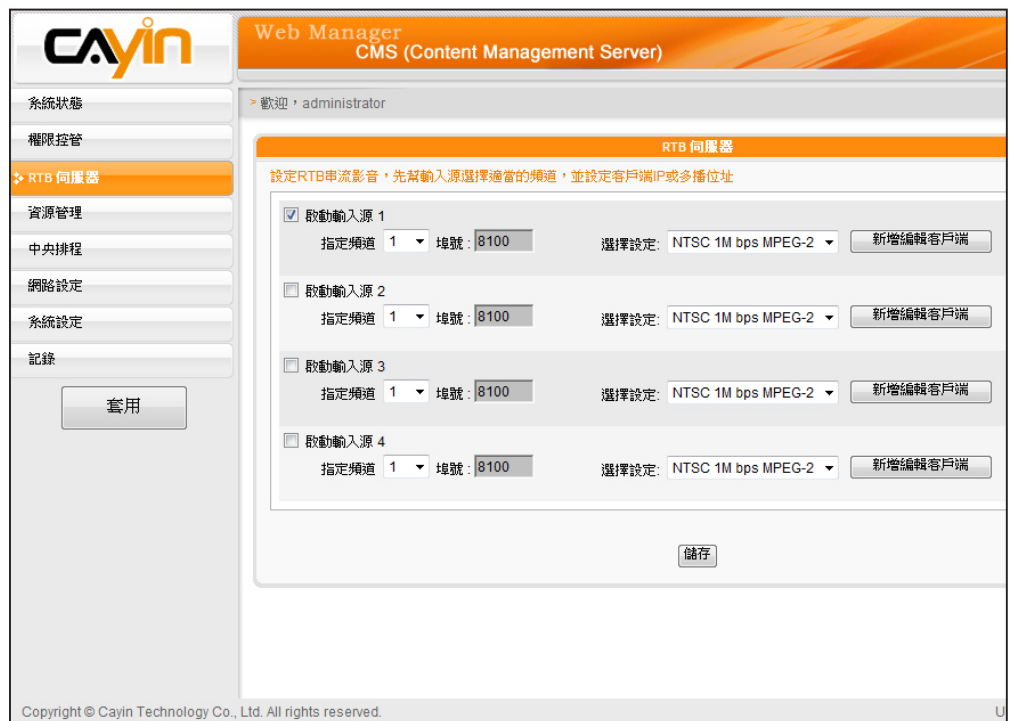 CAYIN
Web Manager
CMS (Content Management Server)
系統狀態
權限控管
RTB 伺服器
資源管理
中央排程
網路設定
系統設定
記錄
套用
> 歡迎，administrator
RTB 伺服器
設定RTB串流影音，先幫輸入源選擇適當的頻道，並設定客戶端IP或多播位址
啟動輸入源 1
指定頻道 1 埠號 : 8100 選擇設定: NTSC 1M bps MPEG-2 新增編輯客戶端
啟動輸入源 2
指定頻道 1 埠號 : 8100 選擇設定: NTSC 1M bps MPEG-2 新增編輯客戶端
啟動輸入源 3
指定頻道 1 埠號 : 8100 選擇設定: NTSC 1M bps MPEG-2 新增編輯客戶端
啟動輸入源 4
指定頻道 1 埠號 : 8100 選擇設定: NTSC 1M bps MPEG-2 新增編輯客戶端
儲存
Copyright © Cayin Technology Co., Ltd. All rights reserved. U